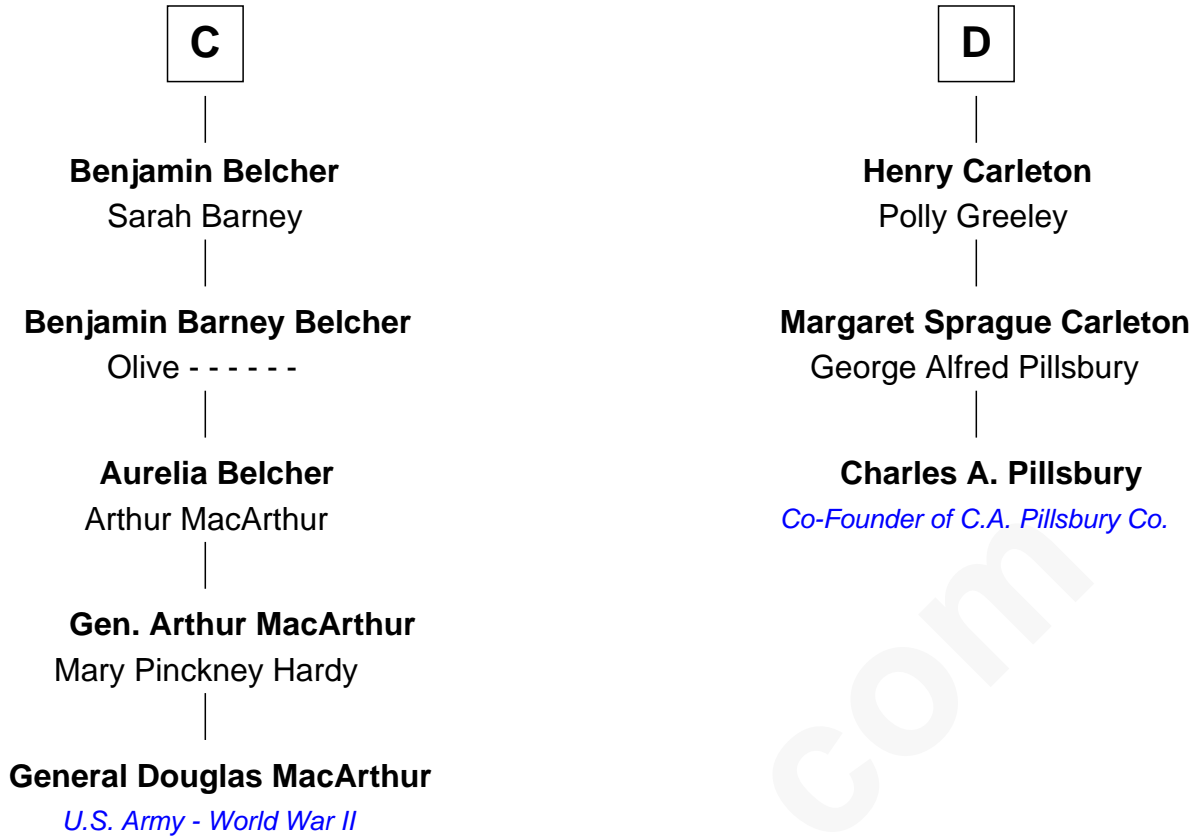 C
Benjamin Belcher
Sarah Barney
Benjamin Barney Belcher
Olive - - - - - -
Aurelia Belcher
Arthur MacArthur
Gen. Arthur MacArthur
Mary Pinckney Hardy
General Douglas MacArthur
U.S. Army - World War II
D
Henry Carleton
Polly Greeley
Margaret Sprague Carleton
George Alfred Pillsbury
Charles A. Pillsbury
Co-Founder of C.A. Pillsbury Co.
com